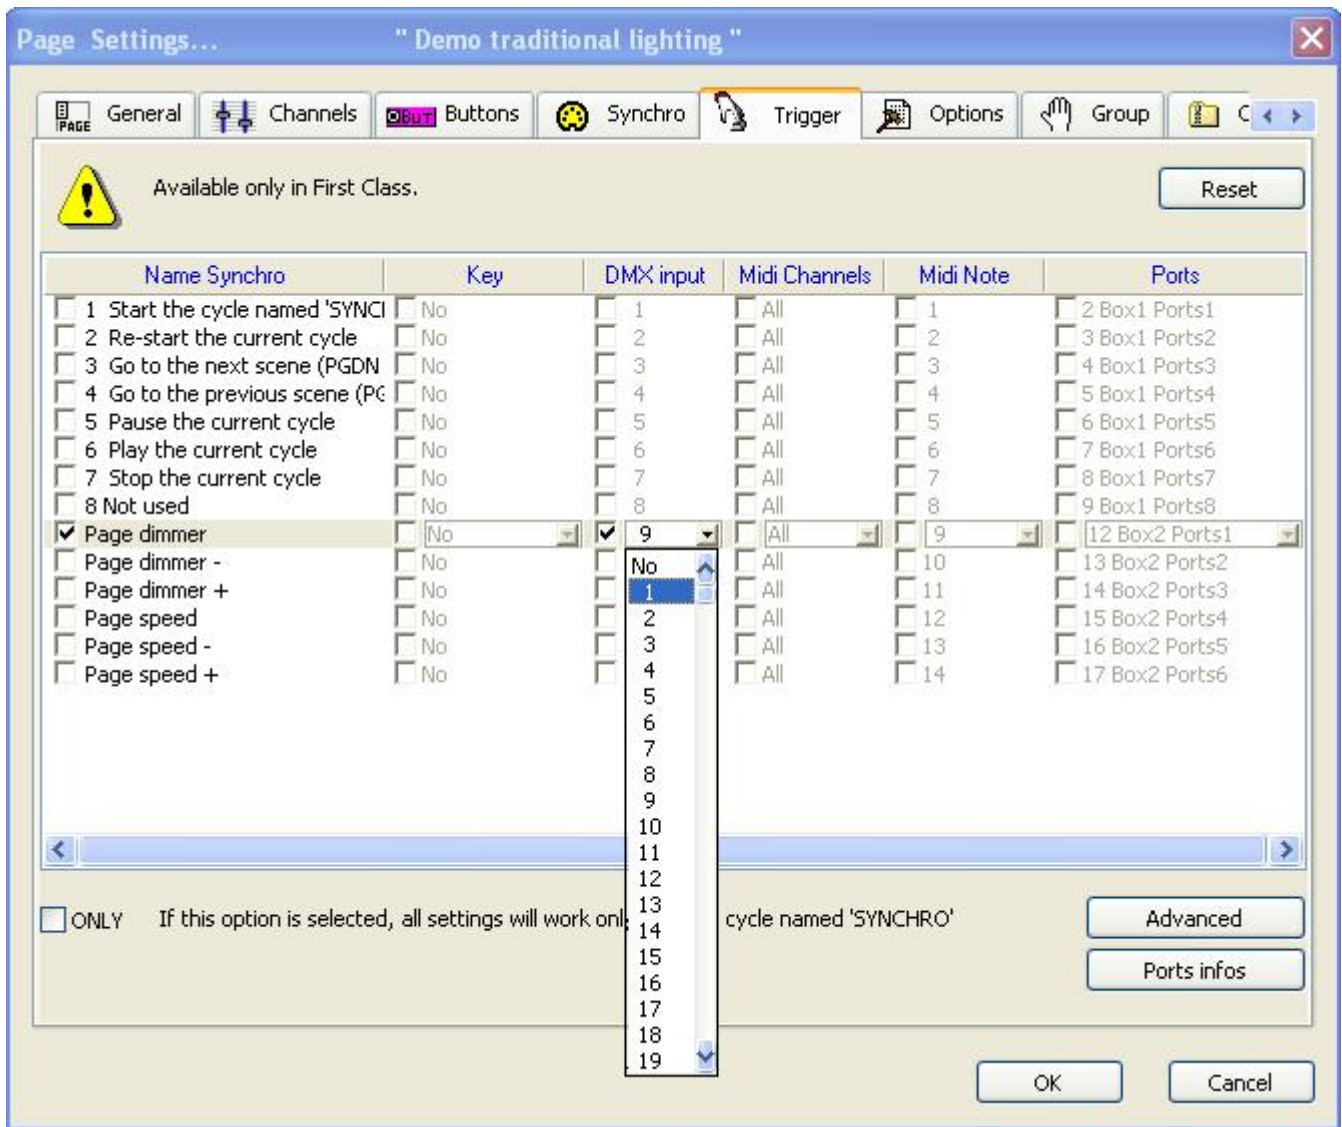 Page Settings... " Demo traditional lighting "
PAGE General Channels BUT Buttons Synchro Trigger Options Group C
Available only in First Class. Reset
Name Synchro Key DMX input Midi Channels Midi Note Ports
1 Start the cycle named 'SYNCI No 1 All 1 2 Box1 Ports1
2 Re-start the current cycle No 2 All 2 3 Box1 Ports2
3 Go to the next scene (PGDN No 3 All 3 4 Box1 Ports3
4 Go to the previous scene (PG No 4 All 4 5 Box1 Ports4
5 Pause the current cycle No 5 All 5 6 Box1 Ports5
6 Play the current cycle No 6 All 6 7 Box1 Ports6
7 Stop the current cycle No 7 All 7 8 Box1 Ports7
8 Not used No 8 All 8 9 Box1 Ports8
Page dimmer No 9 All 9 12 Box2 Ports1
Page dimmer - No No All 10 13 Box2 Ports2
Page dimmer + No 1 All 11 14 Box2 Ports3
Page speed No 2 All 12 15 Box2 Ports4
Page speed - No 3 All 13 16 Box2 Ports5
Page speed + No 4 All 14 17 Box2 Ports6
5
6
7
8
9
10
11
12
13
14
15
16
17
18
19
ONLY If this option is selected, all settings will work onl cycle named 'SYNCHRO'
Advanced
Ports infos
OK Cancel